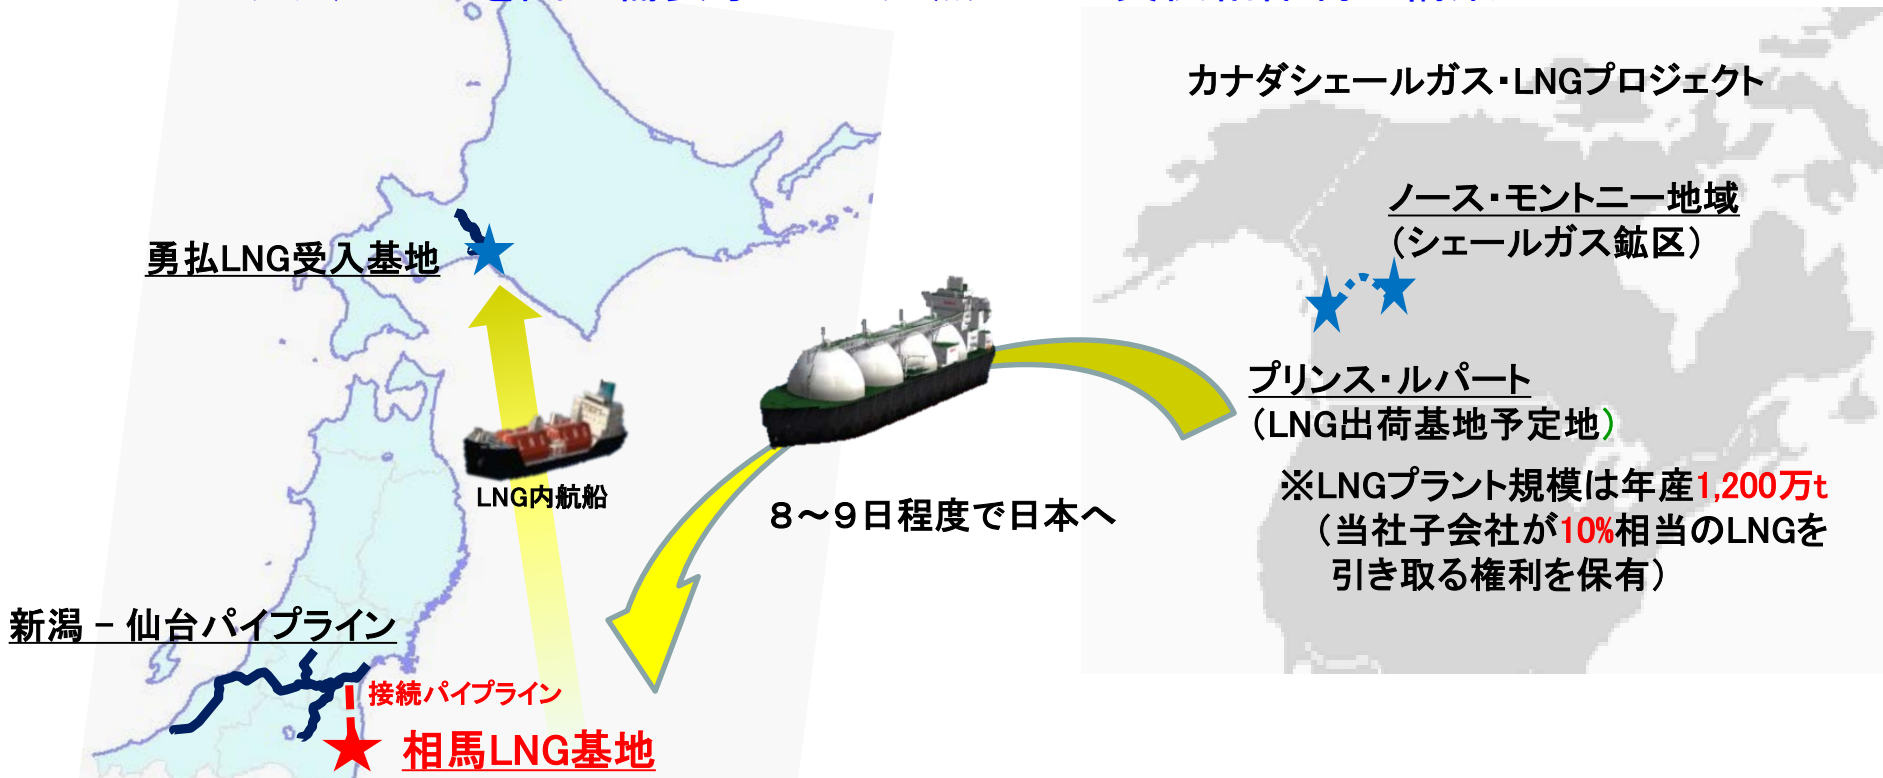 カナダシェールガス・LNGプロジェクト
ノース・モントニー地域
（シェールガス鉱区）
勇払LNG受入基地
プリンス・ルパート
（LNG出荷基地予定地）
※LNGプラント規模は年産1,200万t
（当社子会社が10%相当のLNGを
引き取る権利を保有）
LNG内航船
８～９日程度で日本へ
新潟－仙台パイプライン
接続パイプライン
相馬LNG基地